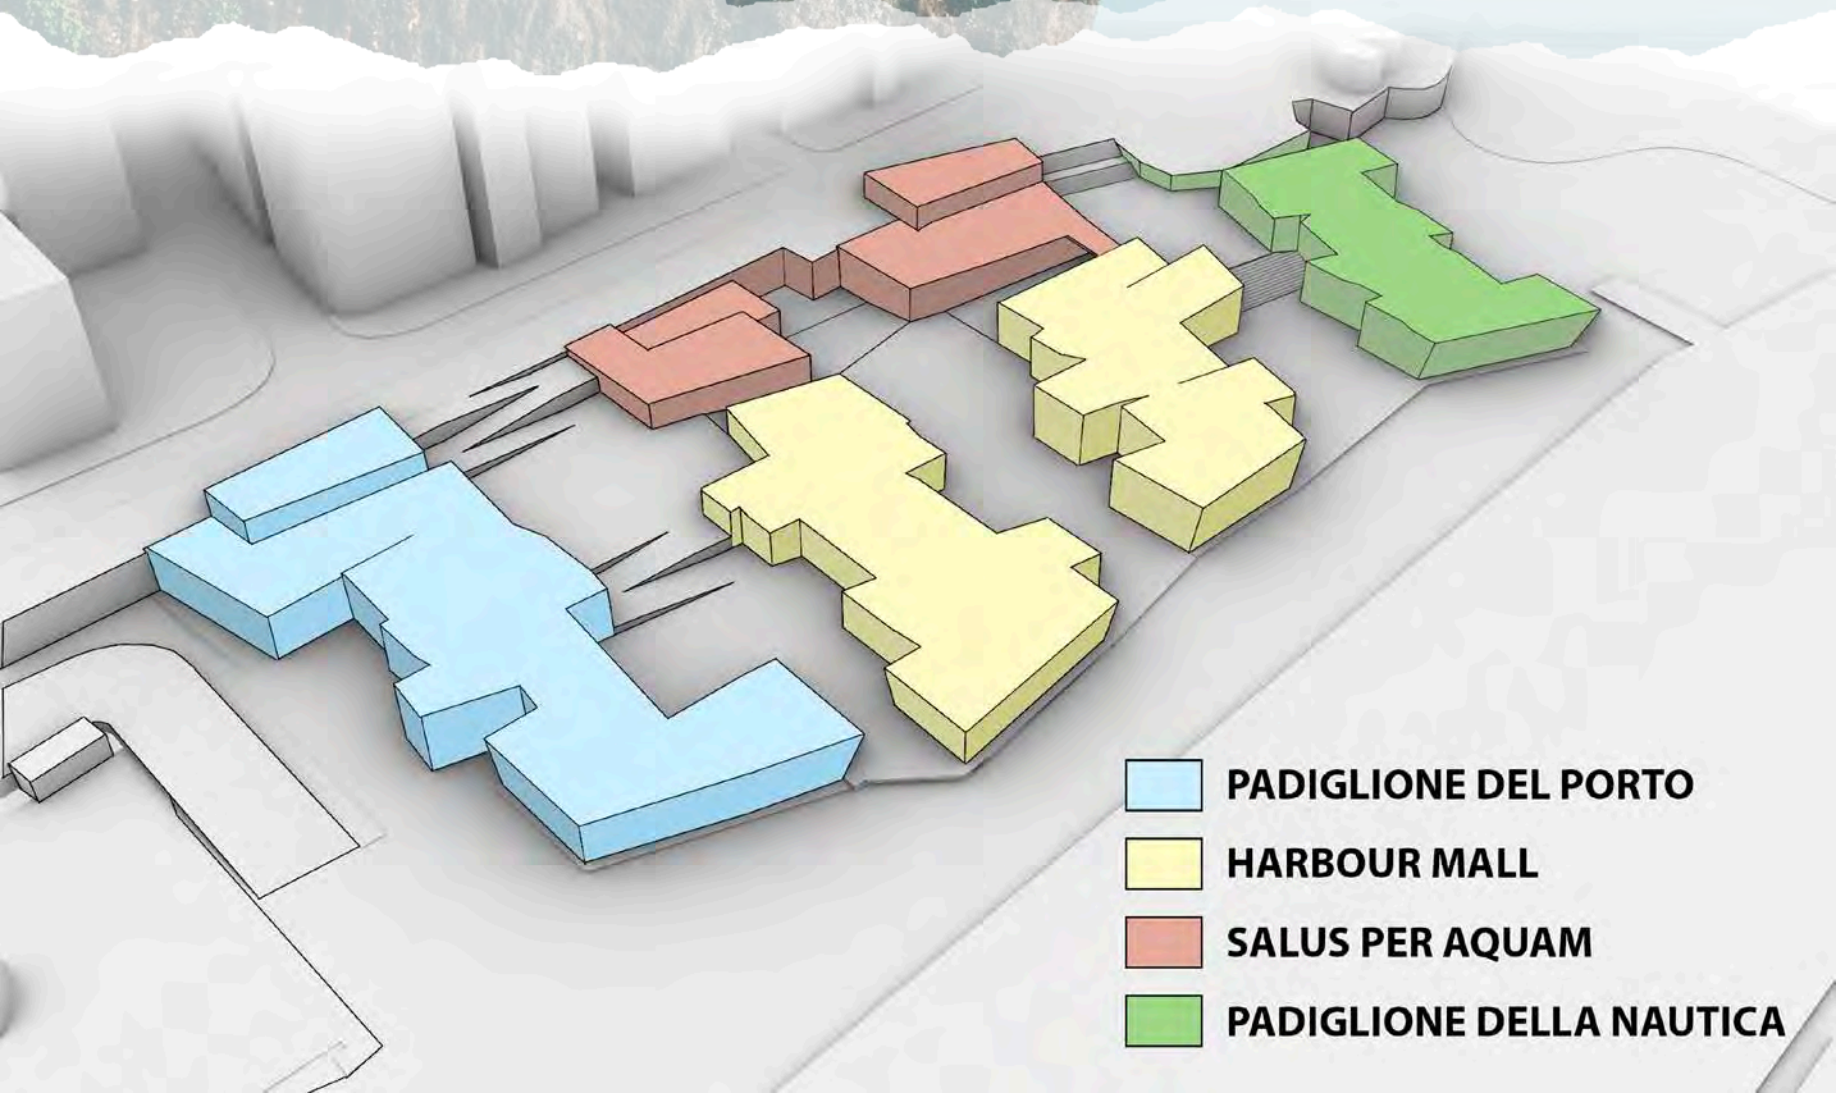 PADIGLIONE DEL PORTO
HARBOUR MALL
SALUS PER AQUAM
PADIGLIONE DELLA NAUTICA